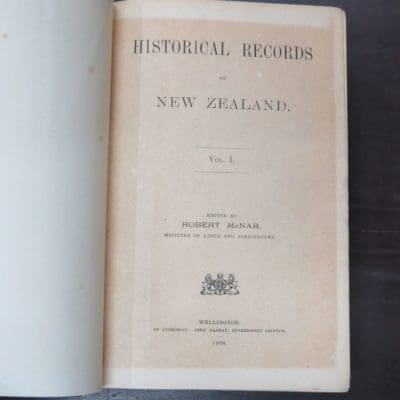 HISTORICAL RECORDS
OF
NEW ZEALAND.
VOL. I.
EDITED BY
ROBERT McNAB,
MINISTER OF LANDS AND AGRICULTURE.
WELLINGTON.
BY AUTHORITY: JOHN MACKAY, GOVERNMENT PRINTER.
1908.